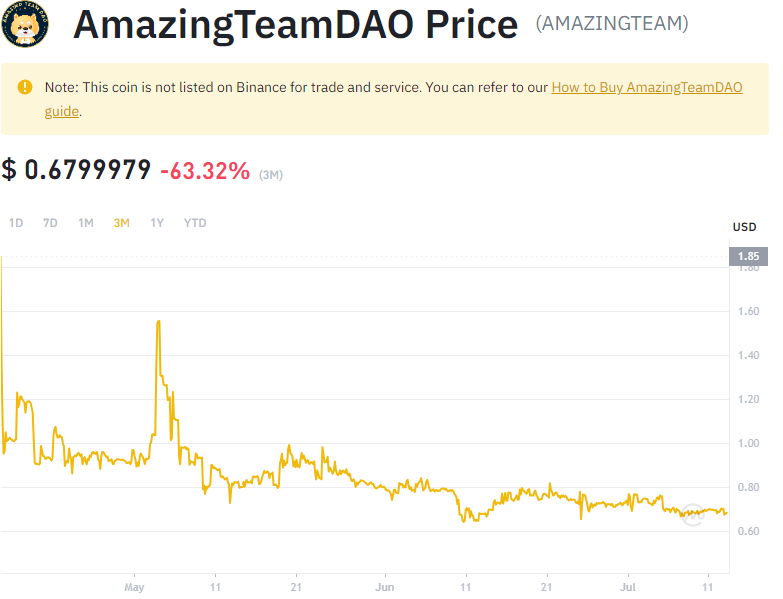 AMAZING TEAM DAO
AmazingTeamDAO Price (AMAZINGTEAM)
Note: This coin is not listed on Binance for trade and service. You can refer to our How to Buy AmazingTeamDAO
guide.
$ 0.6799979 -63.32% (3M)
1D 7D 1M 3M 1Y YTD
USD
1.85
1.80
1.60
1.40
1.20
1.00
0.80
0.60
May 11 21 Jun 11 21 Jul 11